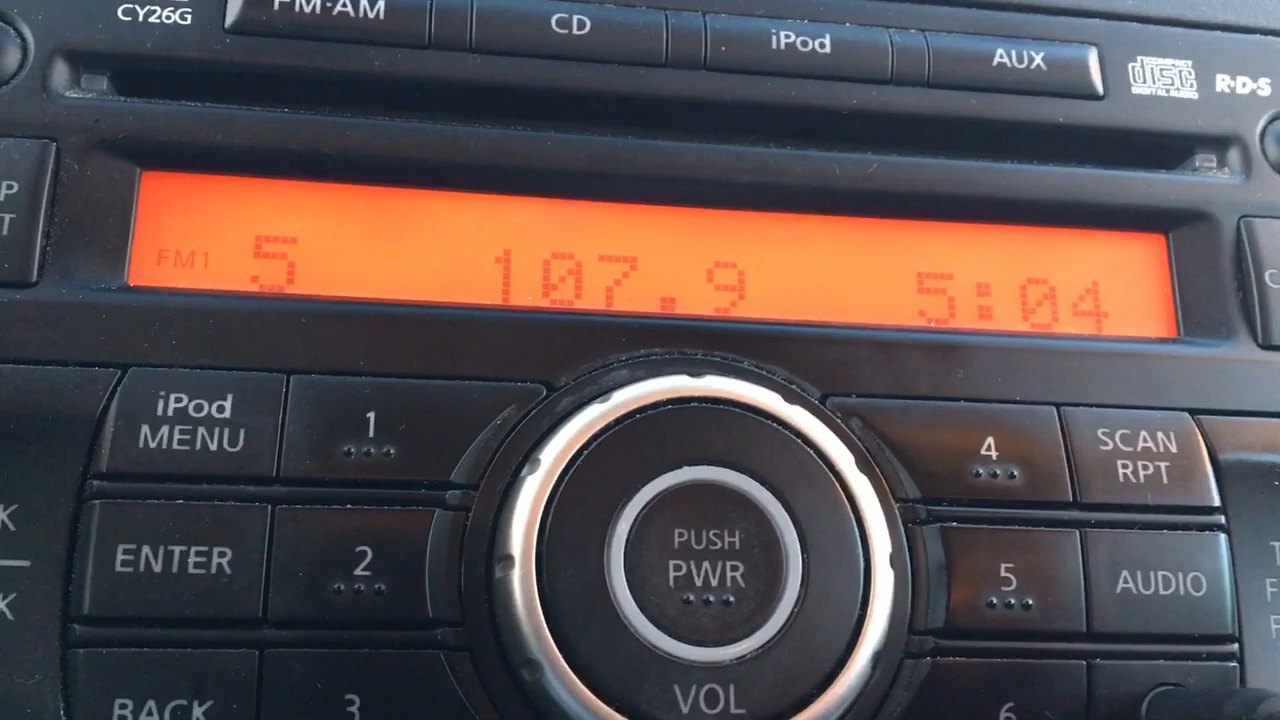 CY26G
FM·AM
CD
iPod
AUX
COMPACT
disc
DIGITAL AUDIO
R·D·S
FM1 5 107.9 5:04
iPod
MENU
1
4
SCAN
RPT
ENTER
2
PUSH
PWR
5
AUDIO
BACK
3
VOL
6